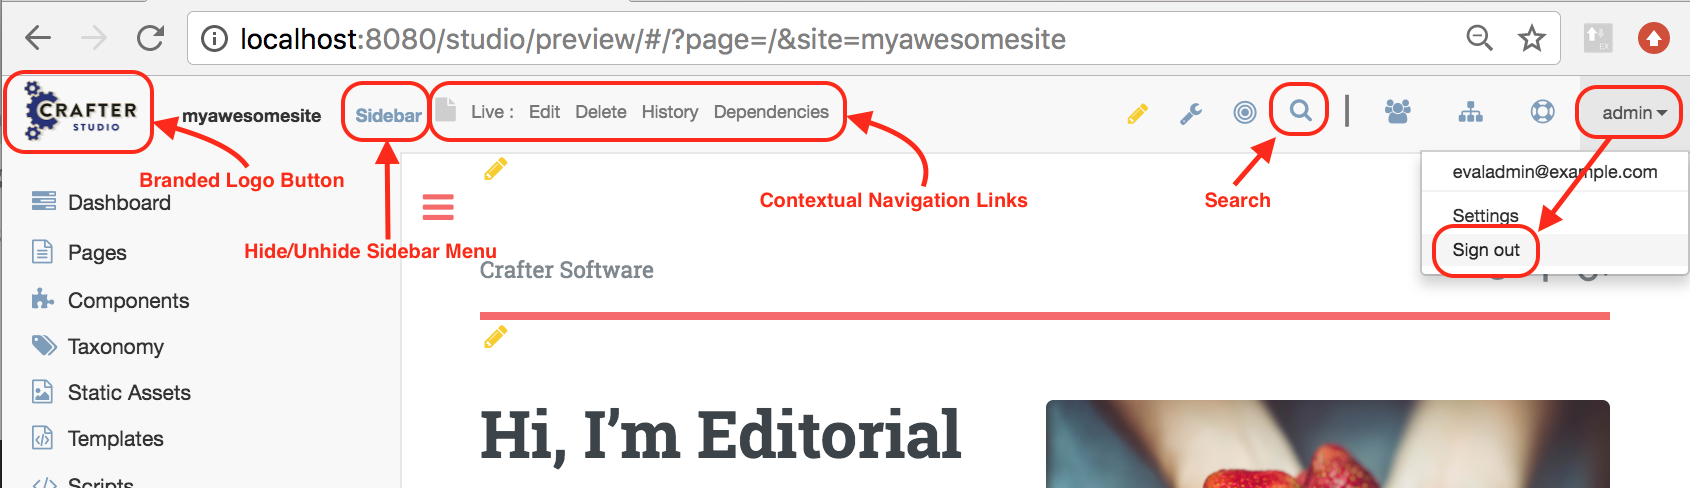 localhost:8080/studio/preview/#/?page=/&site=myawesomesite
EX
CRAFTER
STUDIO
myawesomesite
Sidebar
Live : Edit Delete History Dependencies
admin
Branded Logo Button
evaladmin@example.com
Contextual Navigation Links
Search
Dashboard
Settings
Hide/Unhide Sidebar Menu
Sign out
Pages
Crafter Software
Components
Taxonomy
Static Assets
Hi, I'm Editorial
Templates
Scripts